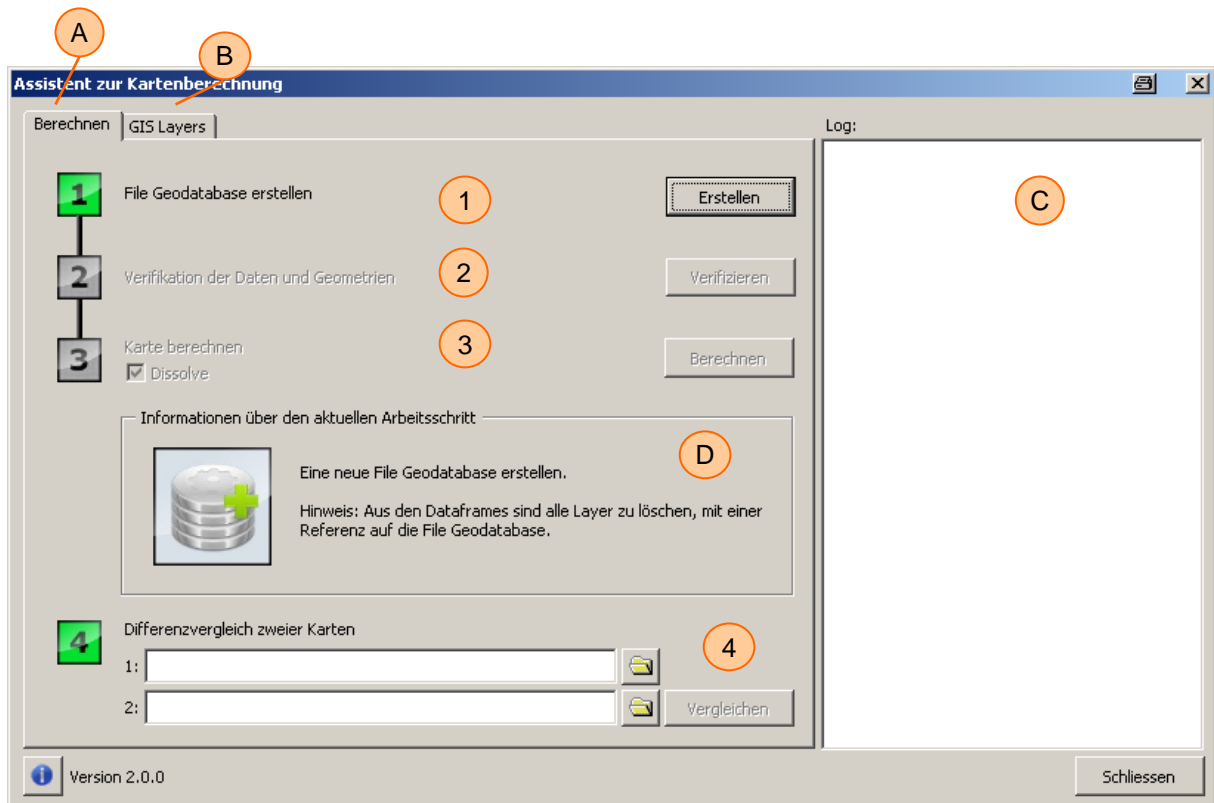 A
B
Assistent zur Kartenberechnung
Berechnen
GIS Layers
Log:
1
File Geodatabase erstellen
1
Erstellen
C
2
Verifikation der Daten und Geometrien
2
Verifizieren
3
Karte berechnen
Dissolve
3
Berechnen
Informationen über den aktuellen Arbeitsschritt
D
Eine neue File Geodatabase erstellen.
Hinweis: Aus den Dataframes sind alle Layer zu löschen, mit einer
Referenz auf die File Geodatabase.
4
Differenzvergleich zweier Karten
4
1:
2:
Vergleichen
i
Version 2.0.0
Schliessen